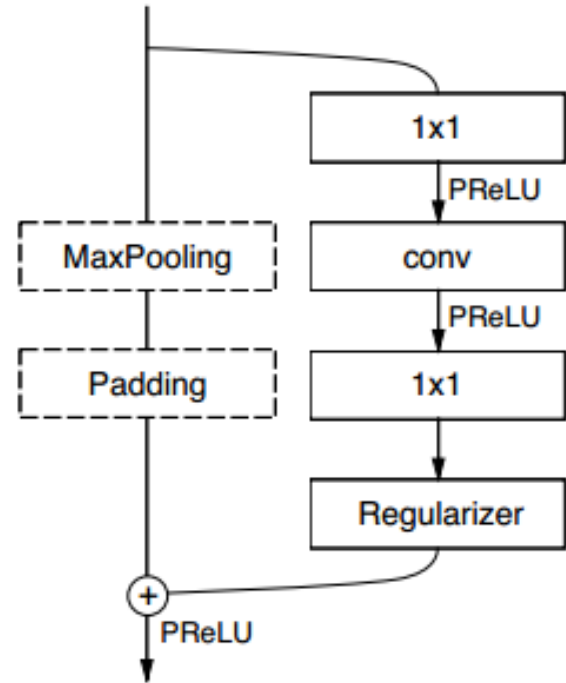 1x1
PReLU
MaxPooling
conv
PReLU
Padding
1x1
Regularizer
+
PReLU